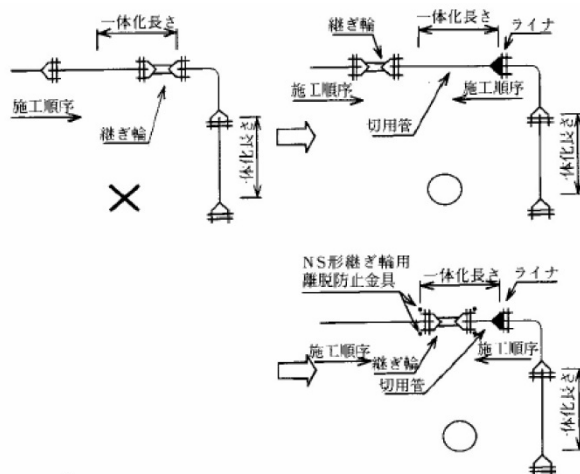 一体化長さ
施工順序
継ぎ輪
一体化長さ
継ぎ輪
一体化長さ
ライナ
施工順序
施工順序
切用管
一体化長さ
NS形継ぎ輪用
離脱防止金具
一体化長さ
ライナ
施工順序
継ぎ輪
施工順序
切用管
一体化長さ